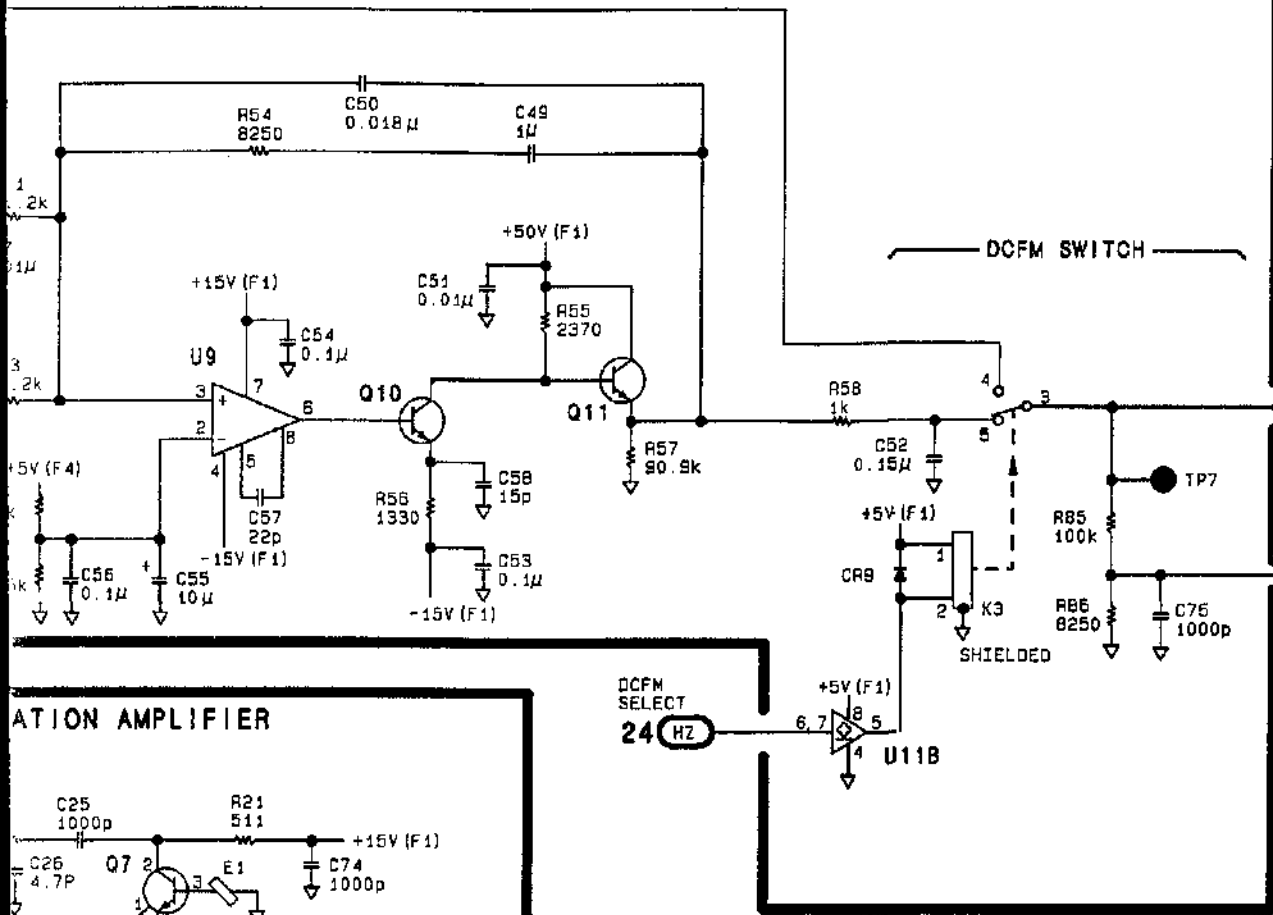 C50
0.018µ
R54
8250
C49
1µ
1
.2k
+50V(F1)
DCFM SWITCH
+15V(F1)
C51
0.01µ
R55
2370
C54
0.1µ
U9
3
.2k
7
3
+
2
-
6
8
5
4
Q10
Q11
R58
1k
4
5
3
+5V(F4)
C57
22p
-15V(F1)
R56
1330
C58
15p
R57
90.9k
C52
0.15µ
TP7
+5V(F1)
R85
100k
C56
0.1µ
+
C55
10µ
C53
0.1µ
-15V(F1)
CR9
1
2
K3
SHIELDED
R86
8250
C75
1000p
ATION AMPLIFIER
DCFM
SELECT
24
HZ
+5V(F1)
6,7
8
5
4
U11B
C25
1000p
R21
511
+15V(F1)
C26
4.7P
Q7
2
3
1
E1
C74
1000p